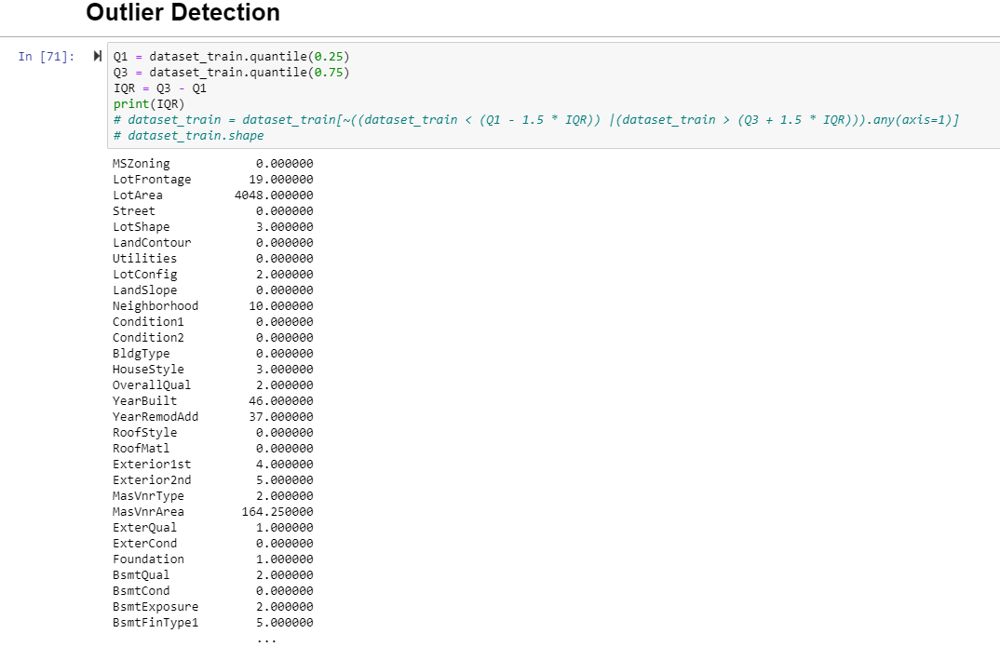 Outlier Detection
In [71]:
Q1 = dataset_train.quantile(0.25)
Q3 = dataset_train.quantile(0.75)
IQR = Q3 - Q1
print(IQR)
# dataset_train = dataset_train[~((dataset_train < (Q1 - 1.5 * IQR)) |(dataset_train > (Q3 + 1.5 * IQR))).any(axis=1)]
# dataset_train.shape
MSZoning 0.000000
LotFrontage 19.000000
LotArea 4048.000000
Street 0.000000
LotShape 3.000000
LandContour 0.000000
Utilities 0.000000
LotConfig 2.000000
LandSlope 0.000000
Neighborhood 10.000000
Condition1 0.000000
Condition2 0.000000
BldgType 0.000000
HouseStyle 3.000000
OverallQual 2.000000
YearBuilt 46.000000
YearRemodAdd 37.000000
RoofStyle 0.000000
RoofMatl 0.000000
Exterior1st 4.000000
Exterior2nd 5.000000
MasVnrType 2.000000
MasVnrArea 164.250000
ExterQual 1.000000
ExterCond 0.000000
Foundation 1.000000
BsmtQual 2.000000
BsmtCond 0.000000
BsmtExposure 2.000000
BsmtFinType1 5.000000
...